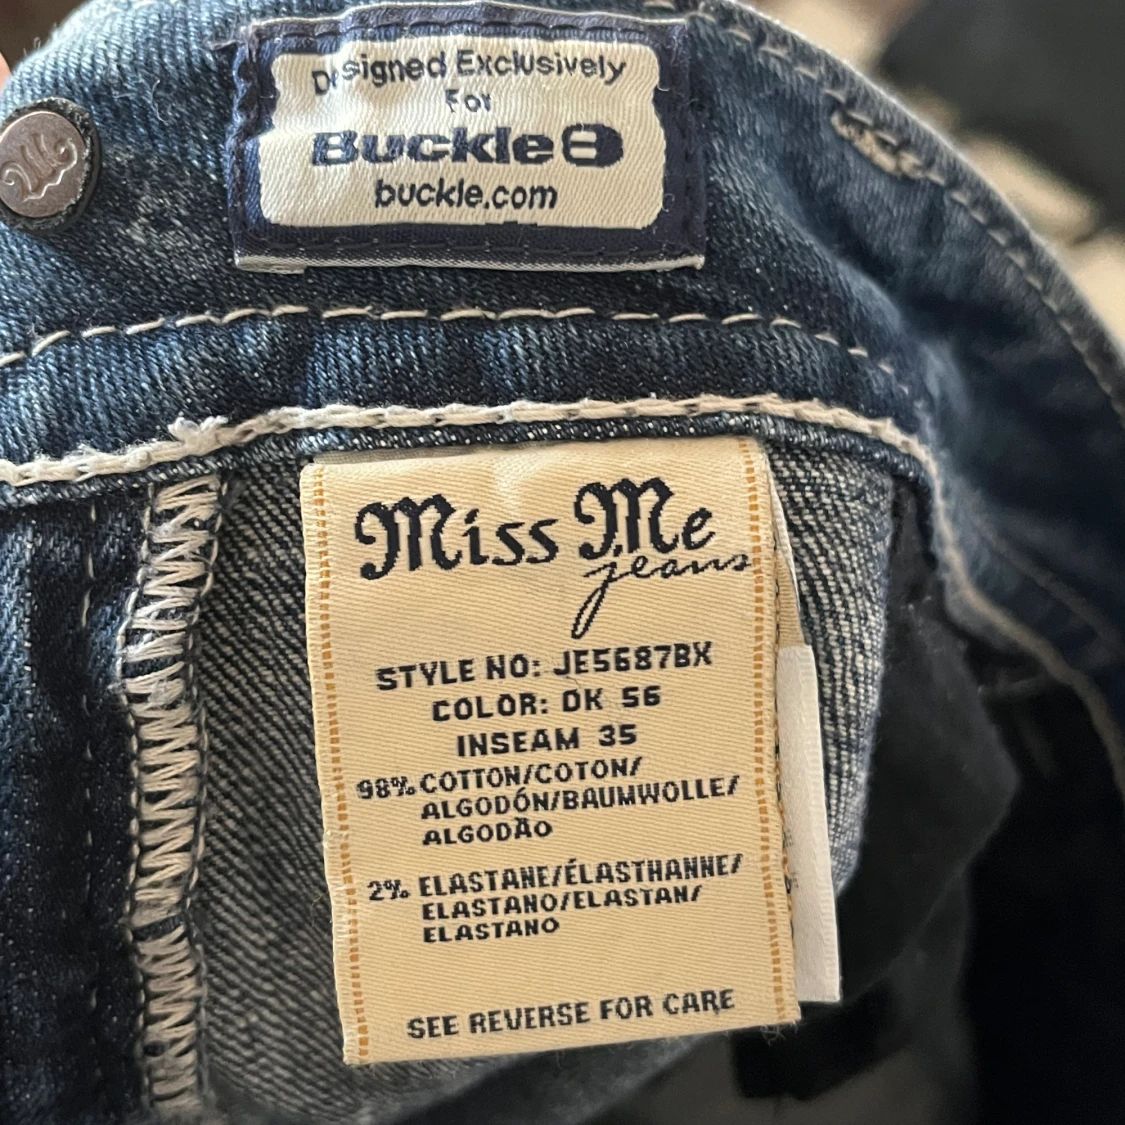 Designed Exclusively
For
Buckle B
buckle.com
Miss Me
jeans
STYLE NO: JE5687BX
COLOR: DK 56
INSEAM 35
98% COTTON/COTON/
ALGODÓN/BAUMWOLLE/
ALGODÃO
2% ELASTANE/ÉLASTHANNE/
ELASTANO/ELASTAN/
ELASTANO
SEE REVERSE FOR CARE